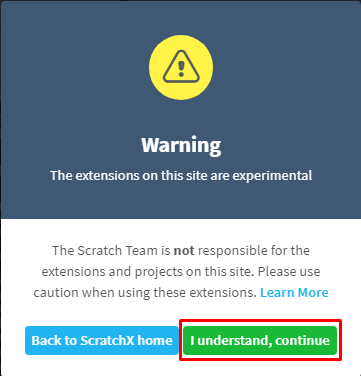 Warning
The extensions on this site are experimental
The Scratch Team is not responsible for the
extensions and projects on this site. Please use
caution when using these extensions. Learn More
Back to ScratchX home I understand, continue